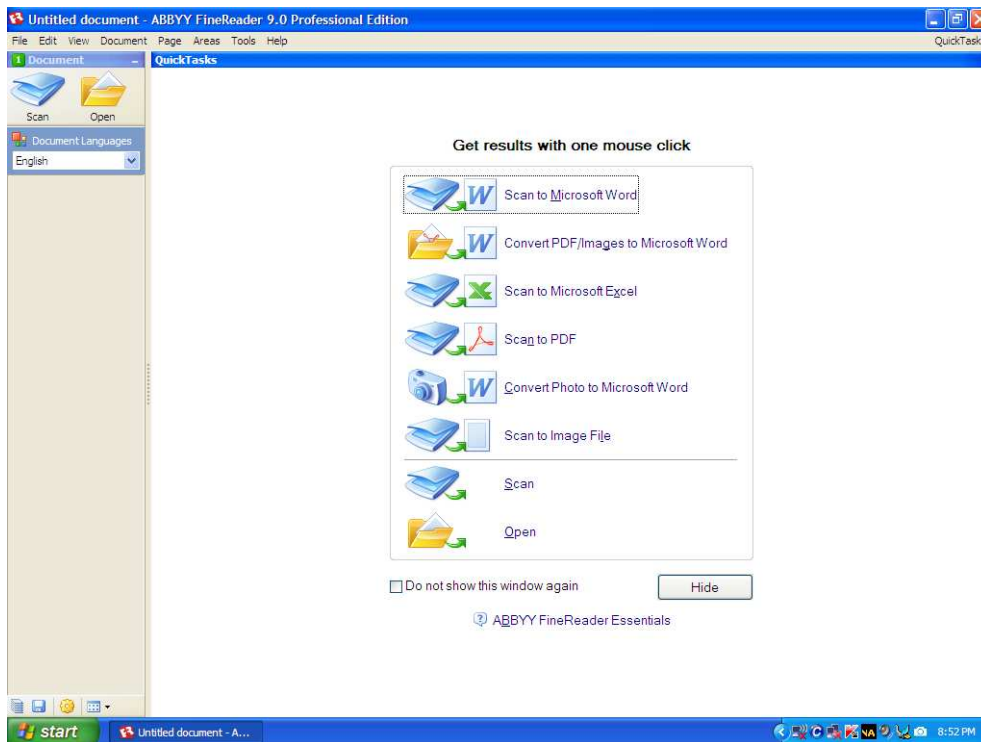 Untitled document - ABBYY FineReader 9.0 Professional Edition
File Edit View Document Page Areas Tools Help QuickTask
1 Document
QuickTasks
Scan Open
Document Languages
English
Get results with one mouse click
W Scan to Microsoft Word
W Convert PDF/Images to Microsoft Word
Scan to Microsoft Excel
Scan to PDF
W Convert Photo to Microsoft Word
Scan to Image File
Scan
Open
Do not show this window again Hide
? ABBYY FineReader Essentials
start Untitled document - A... NA 8:52 PM